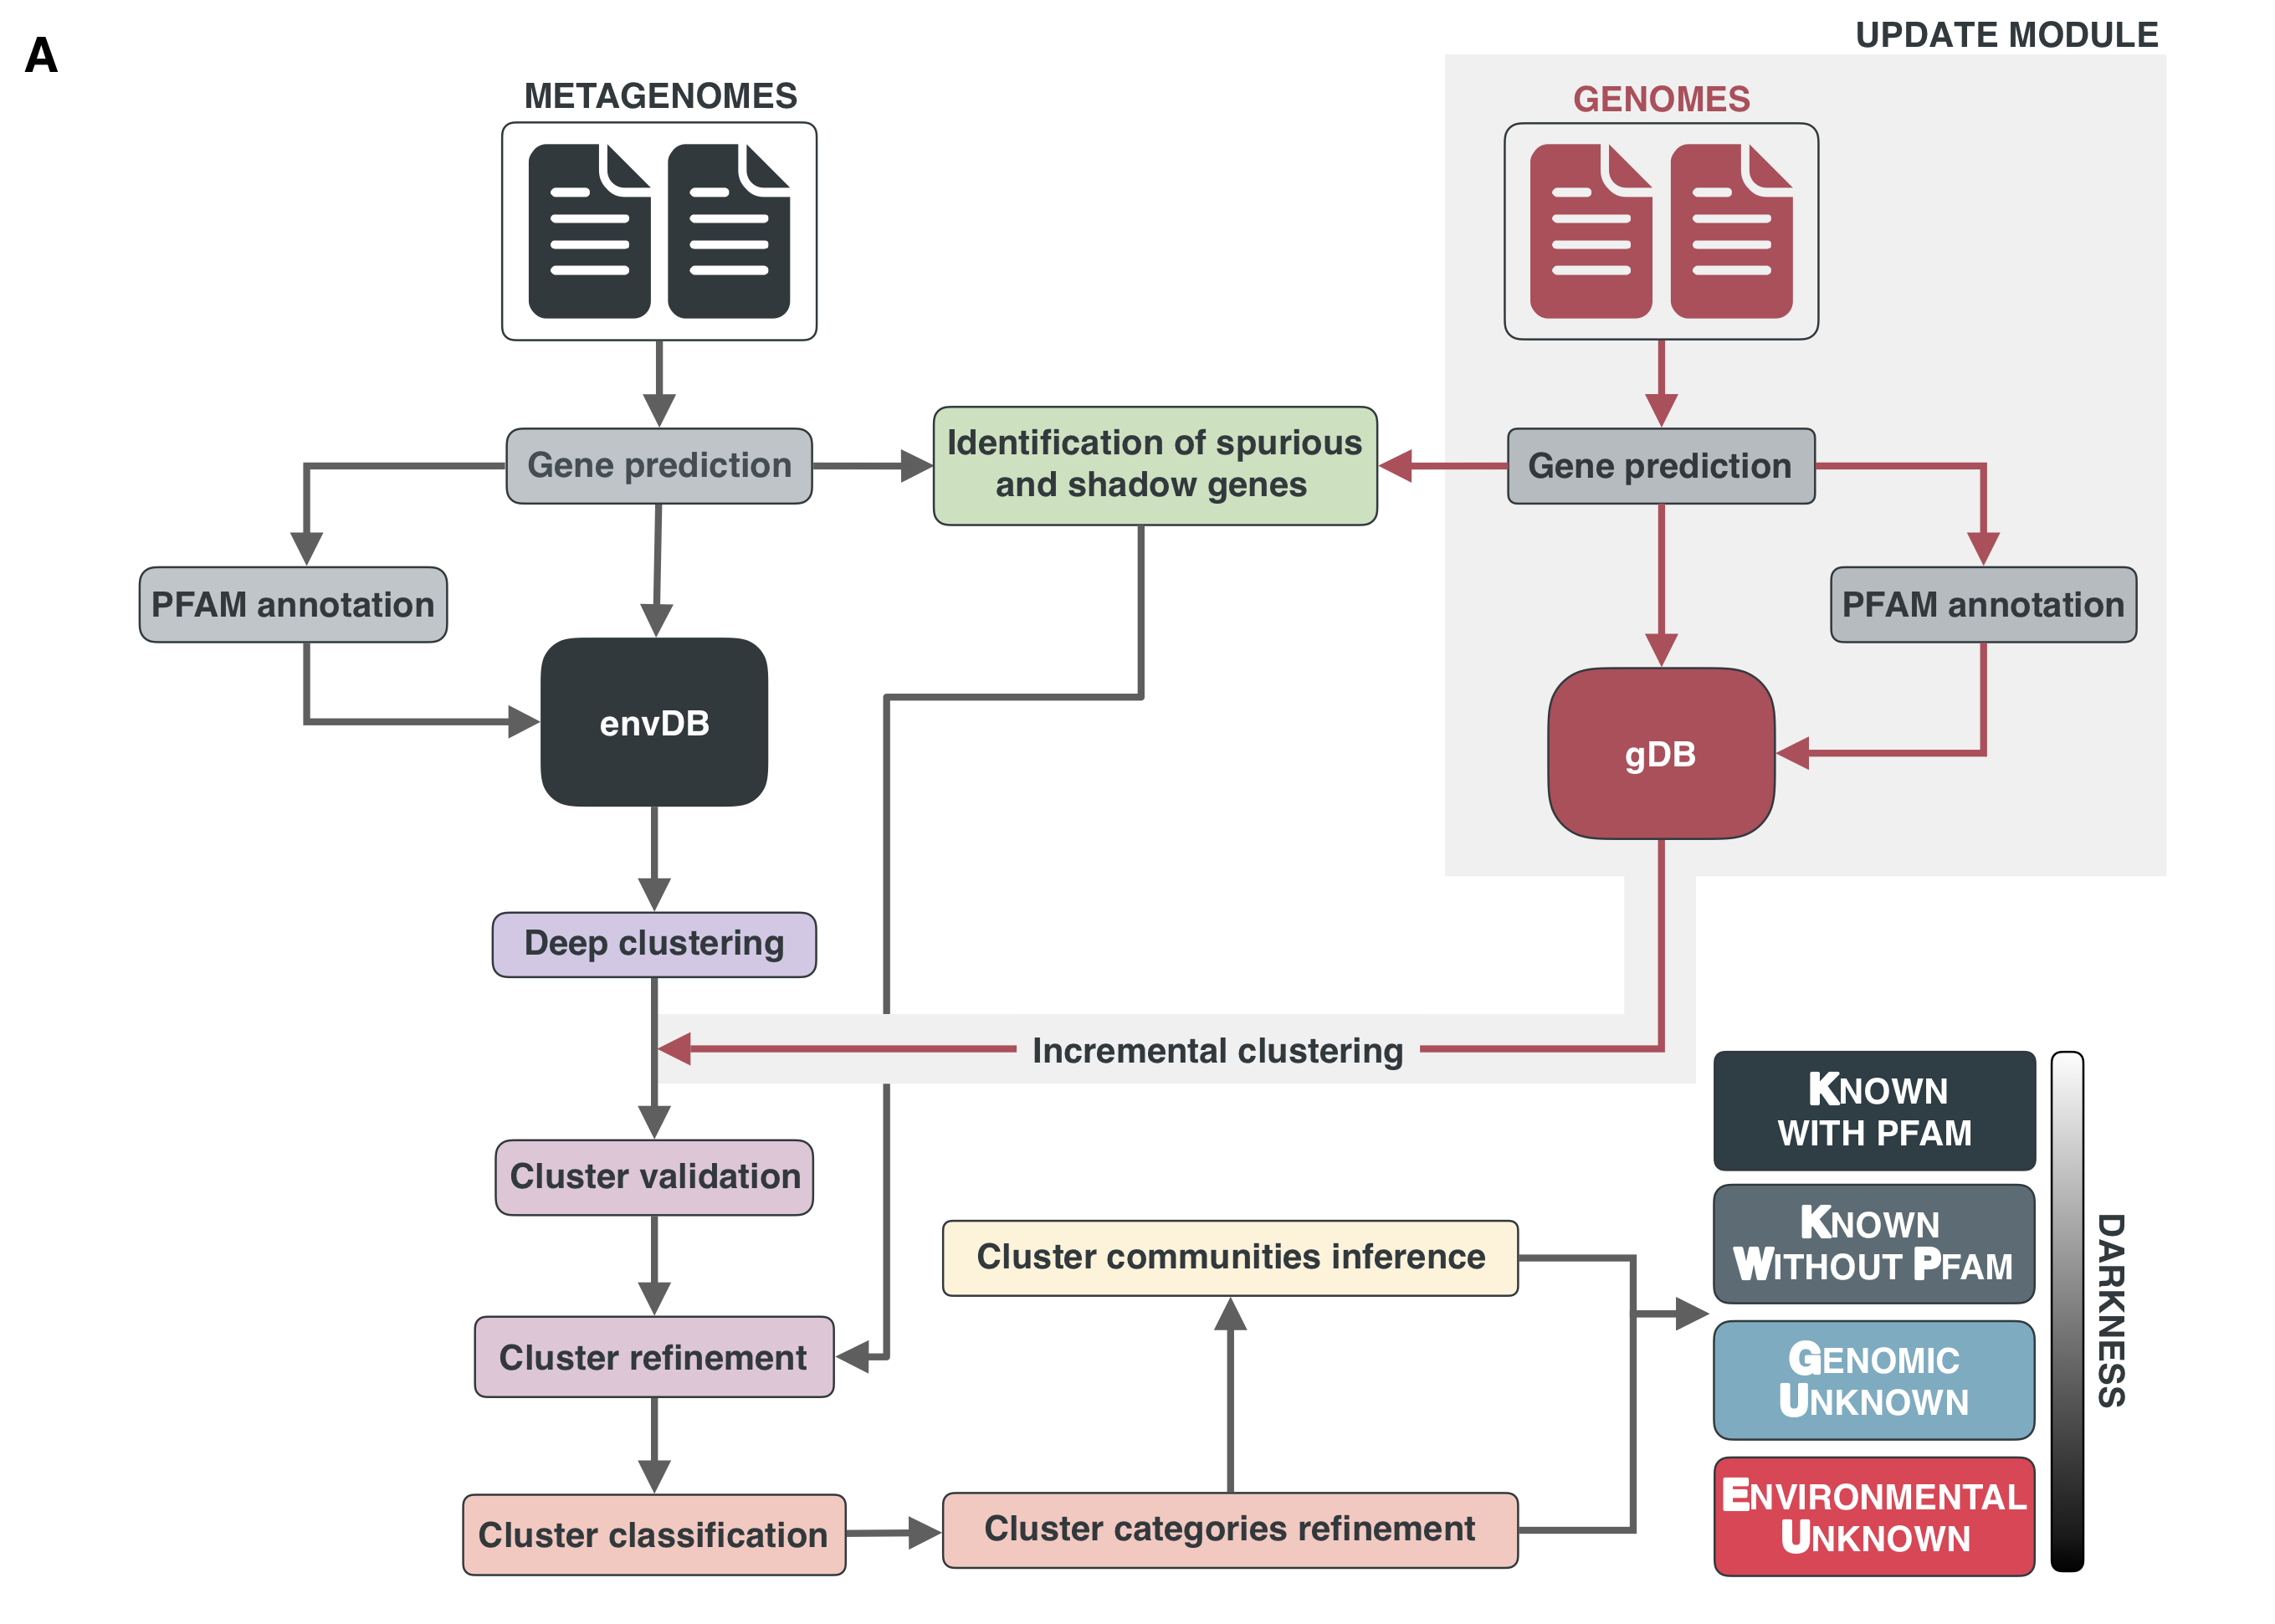 A
UPDATE MODULE
METAGENOMES
GENOMES
Gene prediction
Identification of spurious
and shadow genes
Gene prediction
PFAM annotation
PFAM annotation
envDB
gDB
Deep clustering
Incremental clustering
Cluster validation
Cluster refinement
Cluster classification
Cluster communities inference
Cluster categories refinement
KNOWN
WITH PFAM
KNOWN
WITHOUT PFAM
GENOMIC
UNKNOWN
ENVIRONMENTAL
UNKNOWN
DARKNESS